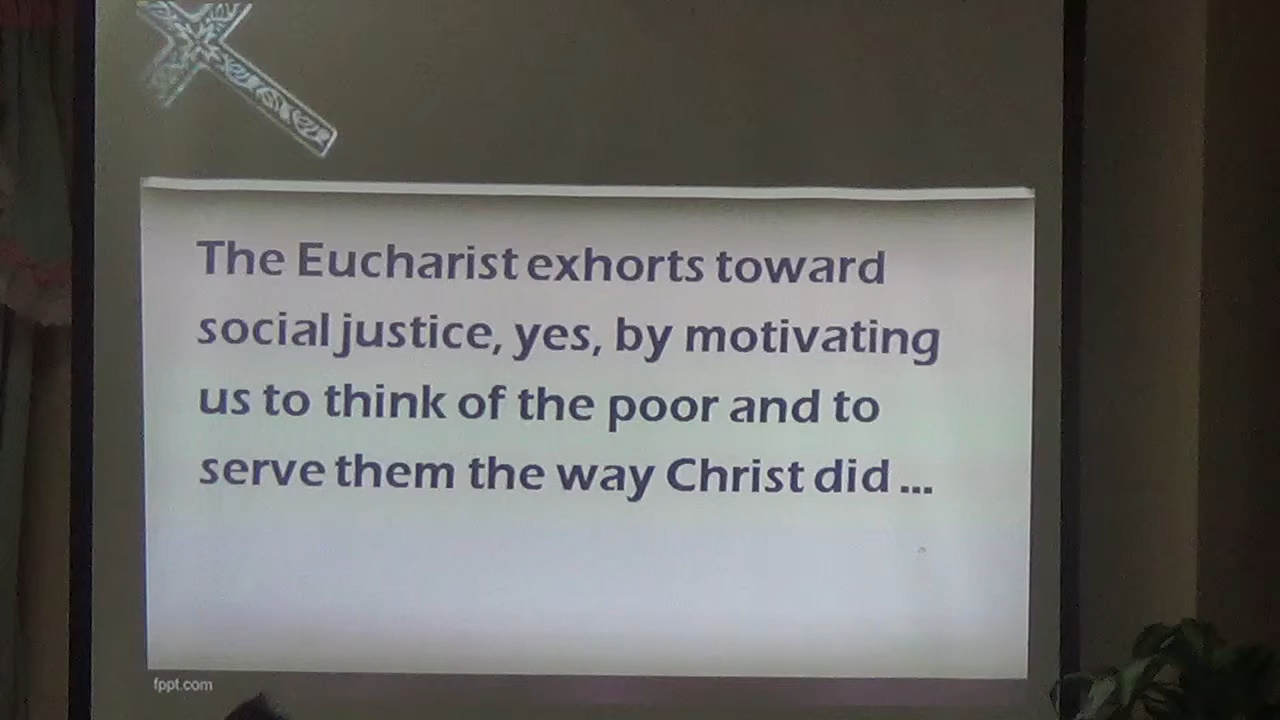 The Eucharist exhorts toward
social justice, yes, by motivating
us to think of the poor and to
serve them the way Christ did ...
fppt.com